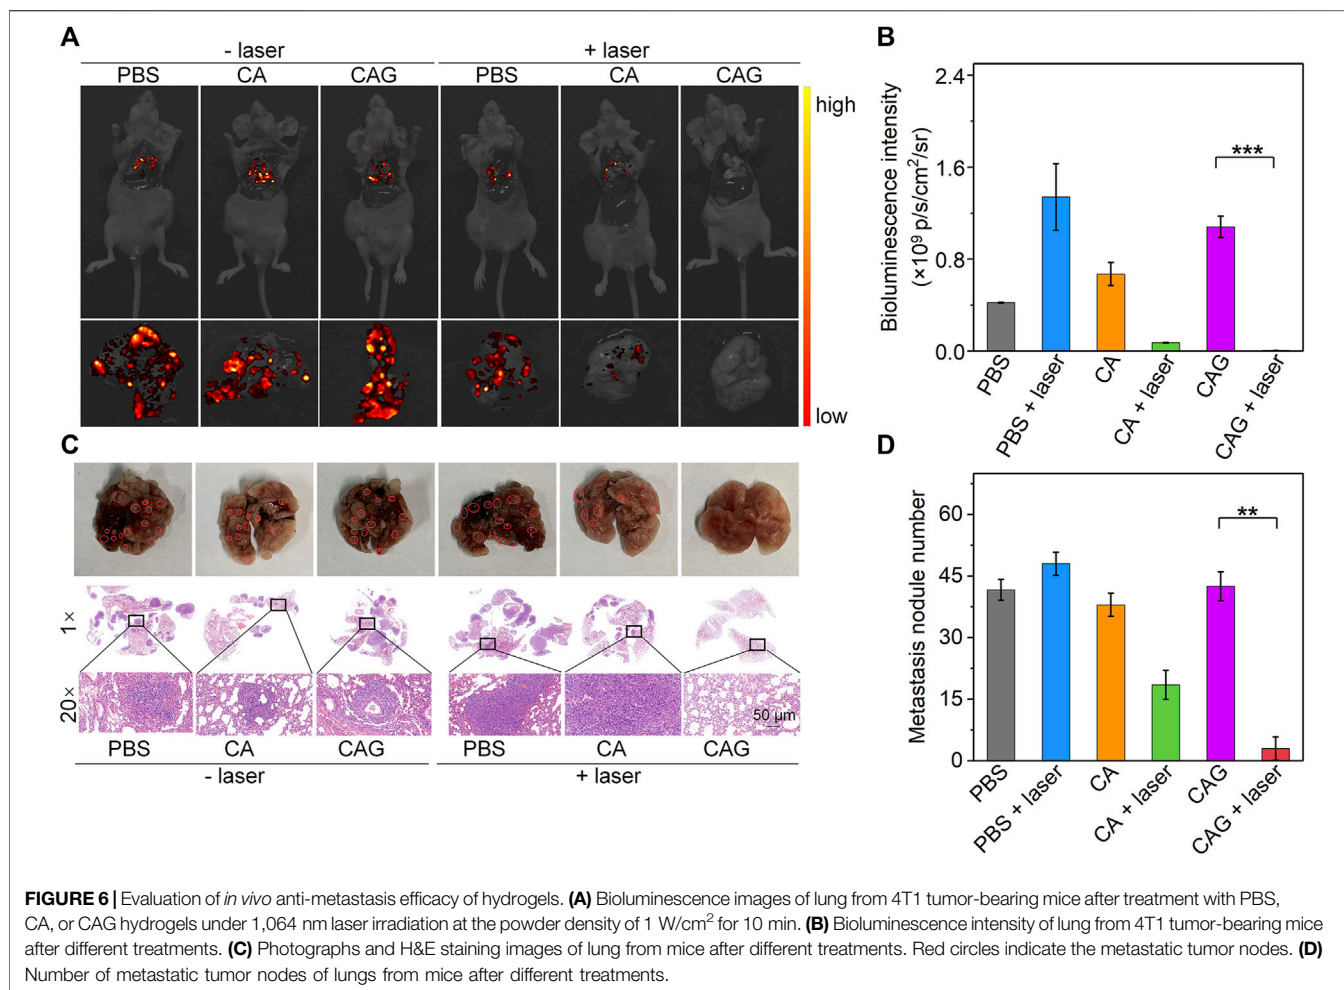 A
- laser
+ laser
PBS
CA
CAG
PBS
CA
CAG
high
low
B
Bioluminescence intensity
(×10⁹ p/s/cm²/sr)
2.4
1.6
0.8
0.0
***
PBS
PBS + laser
CA
CA + laser
CAG
CAG + laser
C
1×
20×
50 μm
PBS
CA
CAG
PBS
CA
CAG
- laser
+ laser
D
Metastasis nodule number
60
45
30
15
0
**
PBS
PBS + laser
CA
CA + laser
CAG
CAG + laser
FIGURE 6 | Evaluation of in vivo anti-metastasis efficacy of hydrogels. (A) Bioluminescence images of lung from 4T1 tumor-bearing mice after treatment with PBS,
CA, or CAG hydrogels under 1,064 nm laser irradiation at the powder density of 1 W/cm² for 10 min. (B) Bioluminescence intensity of lung from 4T1 tumor-bearing mice
after different treatments. (C) Photographs and H&E staining images of lung from mice after different treatments. Red circles indicate the metastatic tumor nodes. (D)
Number of metastatic tumor nodes of lungs from mice after different treatments.